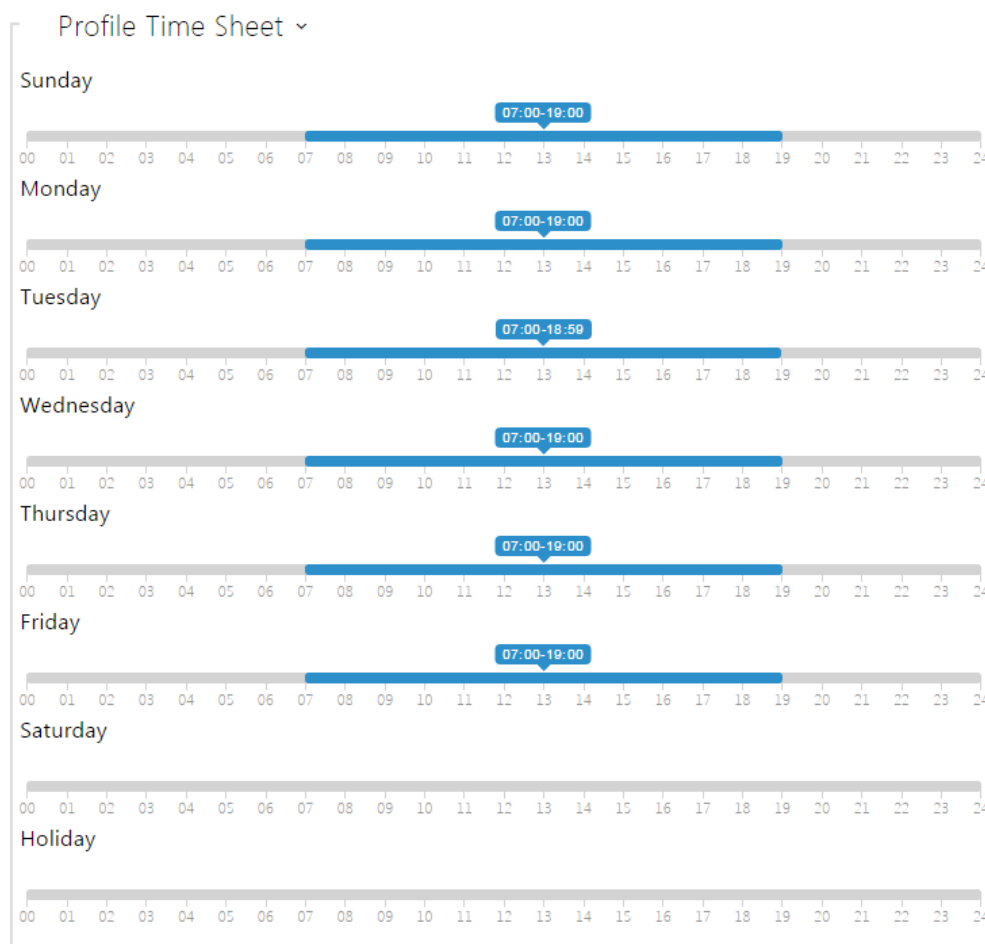 Profile Time Sheet
Sunday
07:00-19:00
00 01 02 03 04 05 06 07 08 09 10 11 12 13 14 15 16 17 18 19 20 21 22 23 24
Monday
07:00-19:00
00 01 02 03 04 05 06 07 08 09 10 11 12 13 14 15 16 17 18 19 20 21 22 23 24
Tuesday
07:00-18:59
00 01 02 03 04 05 06 07 08 09 10 11 12 13 14 15 16 17 18 19 20 21 22 23 24
Wednesday
07:00-19:00
00 01 02 03 04 05 06 07 08 09 10 11 12 13 14 15 16 17 18 19 20 21 22 23 24
Thursday
07:00-19:00
00 01 02 03 04 05 06 07 08 09 10 11 12 13 14 15 16 17 18 19 20 21 22 23 24
Friday
07:00-19:00
00 01 02 03 04 05 06 07 08 09 10 11 12 13 14 15 16 17 18 19 20 21 22 23 24
Saturday
00 01 02 03 04 05 06 07 08 09 10 11 12 13 14 15 16 17 18 19 20 21 22 23 24
Holiday
00 01 02 03 04 05 06 07 08 09 10 11 12 13 14 15 16 17 18 19 20 21 22 23 24